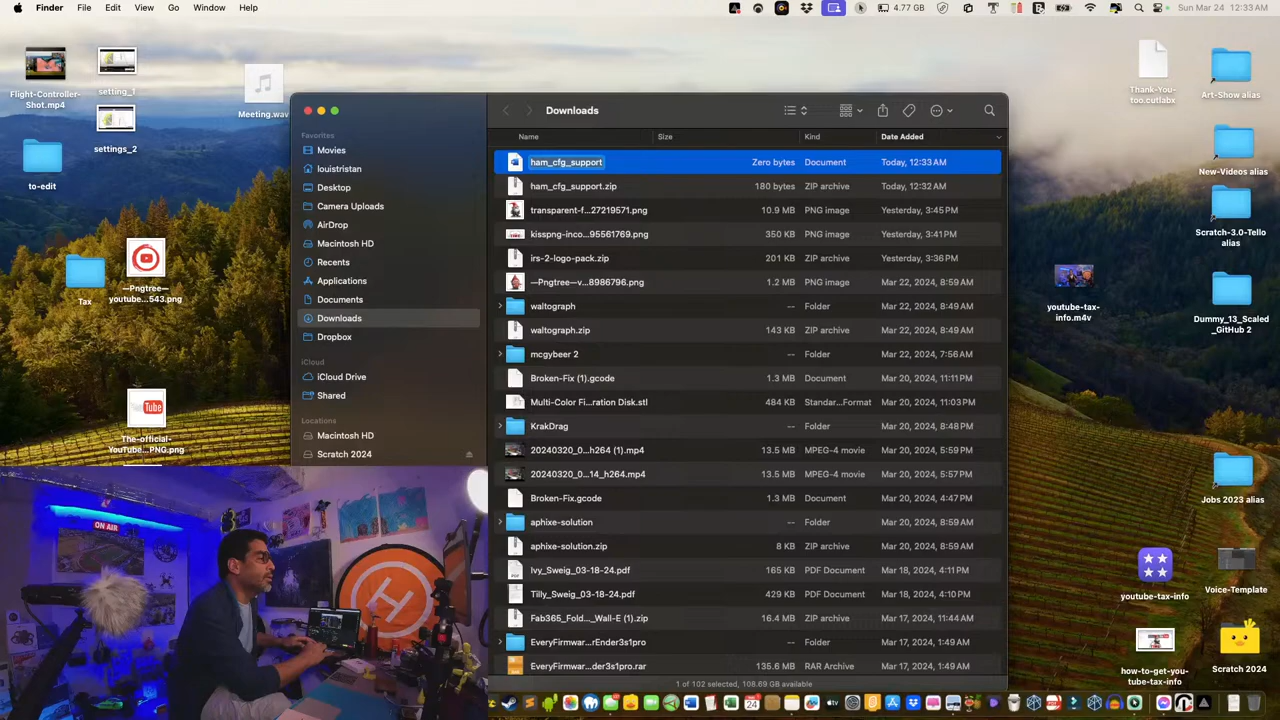 Finder File Edit View Go Window Help
4.77 GB
Sun Mar 24 12:33 AM
Flight-Controller-
Shot.mp4
setting_1
settings_2
to-edit
Meeting.wav
Tax
—Pngtree—
youtube...543.png
The-official-
YouTube...PNG.png
ON AIR
H
Favorites
Movies
louistristan
Desktop
Camera Uploads
AirDrop
Macintosh HD
Recents
Applications
Documents
Downloads
Dropbox
iCloud
iCloud Drive
Shared
Locations
Macintosh HD
Scratch 2024
Downloads
Name Size Kind Date Added
ham_cfg_support Zero bytes Document Today, 12:33 AM
ham_cfg_support.zip 180 bytes ZIP archive Today, 12:32 AM
transparent-f...27219571.png 10.9 MB PNG image Yesterday, 3:45 PM
kisspng-inco...95561769.png 350 KB PNG image Yesterday, 3:41 PM
irs-2-logo-pack.zip 201 KB ZIP archive Yesterday, 3:36 PM
—Pngtree—v...8986796.png 1.2 MB PNG image Mar 22, 2024, 8:59 AM
waltograph -- Folder Mar 22, 2024, 8:49 AM
waltograph.zip 143 KB ZIP archive Mar 22, 2024, 8:49 AM
mcgybeer 2 -- Folder Mar 22, 2024, 7:56 AM
Broken-Fix (1).gcode 1.3 MB Document Mar 20, 2024, 11:11 PM
Multi-Color Fi...ration Disk.stl 484 KB Standar...Format Mar 20, 2024, 11:03 PM
KrakDrag -- Folder Mar 20, 2024, 8:48 PM
20240320_0...h264 (1).mp4 13.5 MB MPEG-4 movie Mar 20, 2024, 5:59 PM
20240320_0...14_h264.mp4 13.5 MB MPEG-4 movie Mar 20, 2024, 5:57 PM
Broken-Fix.gcode 1.3 MB Document Mar 20, 2024, 4:47 PM
aphixe-solution -- Folder Mar 20, 2024, 8:59 AM
aphixe-solution.zip 8 KB ZIP archive Mar 20, 2024, 8:59 AM
Ivy_Sweig_03-18-24.pdf 165 KB PDF Document Mar 18, 2024, 4:11 PM
Tilly_Sweig_03-18-24.pdf 429 KB PDF Document Mar 18, 2024, 4:10 PM
Fab365_Fold..._Wall-E (1).zip 16.4 MB ZIP archive Mar 17, 2024, 11:44 AM
EveryFirmwar...rEnder3s1pro -- Folder Mar 17, 2024, 1:49 AM
EveryFirmwar...der3s1pro.rar 135.6 MB RAR Archive Mar 17, 2024, 1:49 AM
1 of 102 selected, 108.69 GB available
Thank-You-
too.cutlabx
Art-Show alias
New-Videos alias
Scratch-3.0-Tello
alias
youtube-tax-
info.m4v
Dummy_13_Scaled
_GitHub 2
Jobs 2023 alias
youtube-tax-info
Voice-Template
how-to-get-you-
tube-tax-info
Scratch 2024